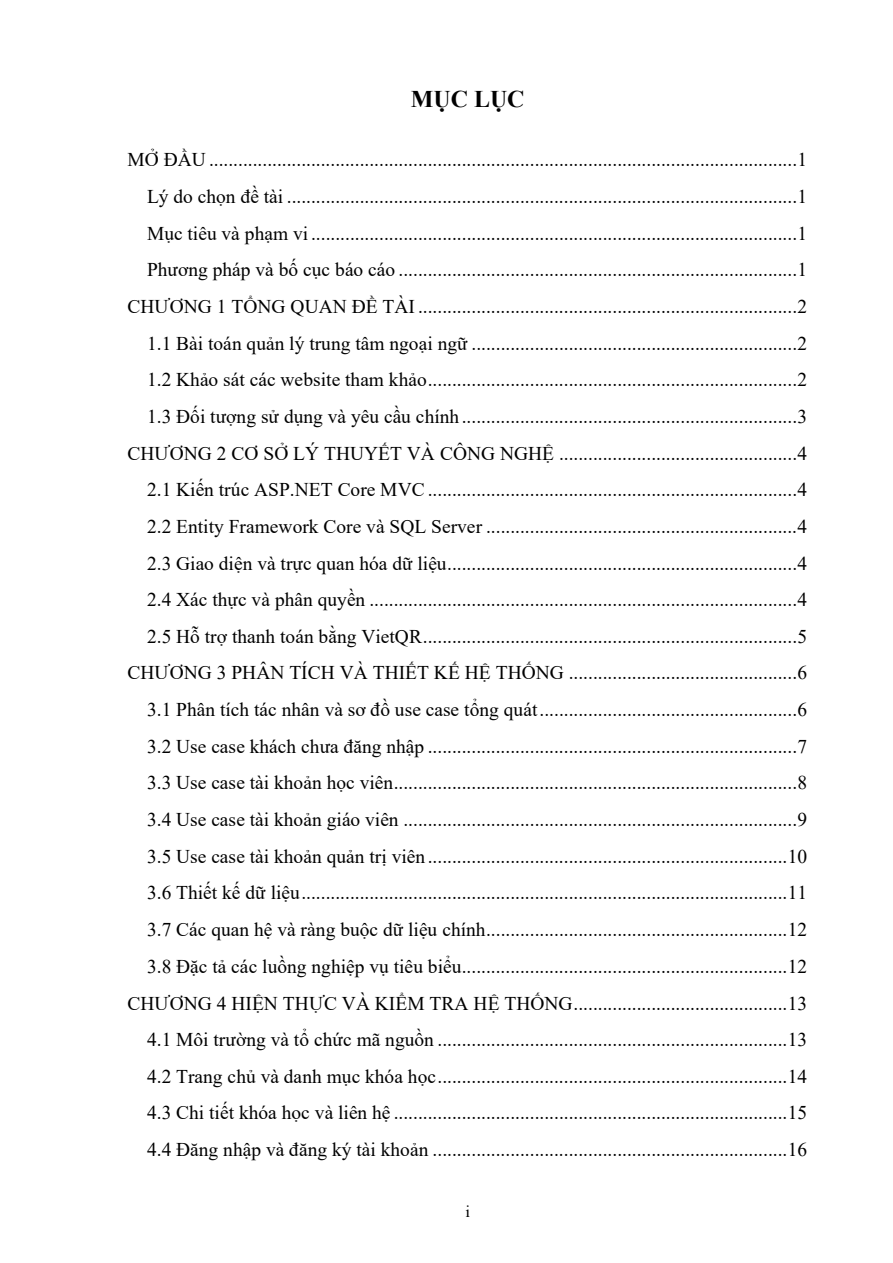 MỤC LỤC
MỞ ĐẦU ........................................................................................................................1
Lý do chọn đề tài ........................................................................................................1
Mục tiêu và phạm vi ...................................................................................................1
Phương pháp và bố cục báo cáo .................................................................................1
CHƯƠNG 1 TỔNG QUAN ĐỀ TÀI .............................................................................2
1.1 Bài toán quản lý trung tâm ngoại ngữ ..................................................................2
1.2 Khảo sát các website tham khảo...........................................................................2
1.3 Đối tượng sử dụng và yêu cầu chính ....................................................................3
CHƯƠNG 2 CƠ SỞ LÝ THUYẾT VÀ CÔNG NGHỆ ................................................4
2.1 Kiến trúc ASP.NET Core MVC ...........................................................................4
2.2 Entity Framework Core và SQL Server ...............................................................4
2.3 Giao diện và trực quan hóa dữ liệu.......................................................................4
2.4 Xác thực và phân quyền .......................................................................................4
2.5 Hỗ trợ thanh toán bằng VietQR............................................................................5
CHƯƠNG 3 PHÂN TÍCH VÀ THIẾT KẾ HỆ THỐNG ..............................................6
3.1 Phân tích tác nhân và sơ đồ use case tổng quát....................................................6
3.2 Use case khách chưa đăng nhập ...........................................................................7
3.3 Use case tài khoản học viên..................................................................................8
3.4 Use case tài khoản giáo viên ................................................................................9
3.5 Use case tài khoản quản trị viên .........................................................................10
3.6 Thiết kế dữ liệu...................................................................................................11
3.7 Các quan hệ và ràng buộc dữ liệu chính.............................................................12
3.8 Đặc tả các luồng nghiệp vụ tiêu biểu..................................................................12
CHƯƠNG 4 HIỆN THỰC VÀ KIỂM TRA HỆ THỐNG...........................................13
4.1 Môi trường và tổ chức mã nguồn .......................................................................13
4.2 Trang chủ và danh mục khóa học.......................................................................14
4.3 Chi tiết khóa học và liên hệ ................................................................................15
4.4 Đăng nhập và đăng ký tài khoản ........................................................................16
i